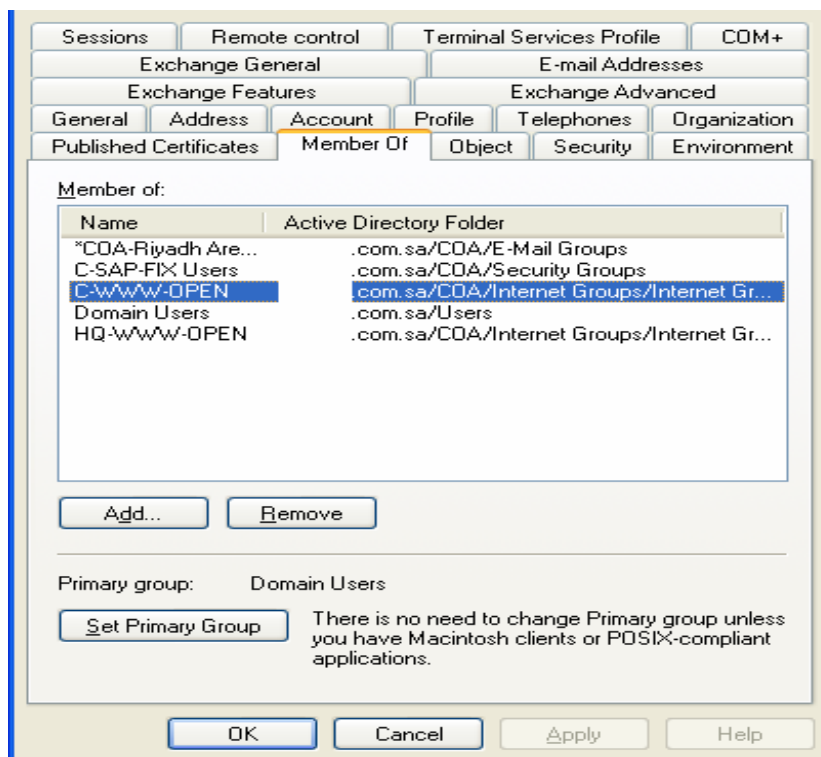 Sessions Remote control Terminal Services Profile COM+
Exchange General E-mail Addresses
Exchange Features Exchange Advanced
General Address Account Profile Telephones Organization
Published Certificates Member Of Object Security Environment
Member of:
Name Active Directory Folder
*COA-Riyadh Are... .com.sa/COA/E-Mail Groups
C-SAP-FIX Users .com.sa/COA/Security Groups
C-WWW-OPEN .com.sa/COA/Internet Groups/Internet Gr...
Domain Users .com.sa/Users
HQ-WWW-OPEN .com.sa/COA/Internet Groups/Internet Gr...
Add... Remove
Primary group: Domain Users
Set Primary Group There is no need to change Primary group unless
you have Macintosh clients or POSIX-compliant
applications.
OK Cancel Apply Help